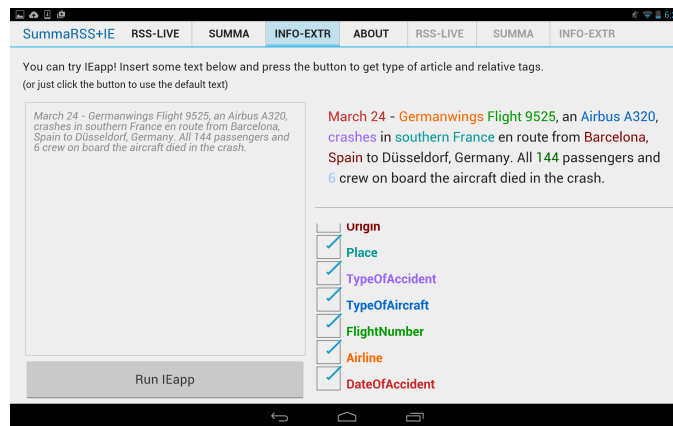 SummaRSS+IE RSS-LIVE SUMMA INFO-EXTR ABOUT RSS-LIVE SUMMA INFO-EXTR
You can try IEapp! Insert some text below and press the button to get type of article and relative tags.
(or just click the button to use the default text)
March 24 - Germanwings Flight 9525, an Airbus A320,
crashes in southern France en route from Barcelona,
Spain to Düsseldorf, Germany. All 144 passengers and
6 crew on board the aircraft died in the crash.
Run IEapp
March 24 - Germanwings Flight 9525, an Airbus A320,
crashes in southern France en route from Barcelona,
Spain to Düsseldorf, Germany. All 144 passengers and
6 crew on board the aircraft died in the crash.
Origin
Place
TypeOfAccident
TypeOfAircraft
FlightNumber
Airline
DateOfAccident